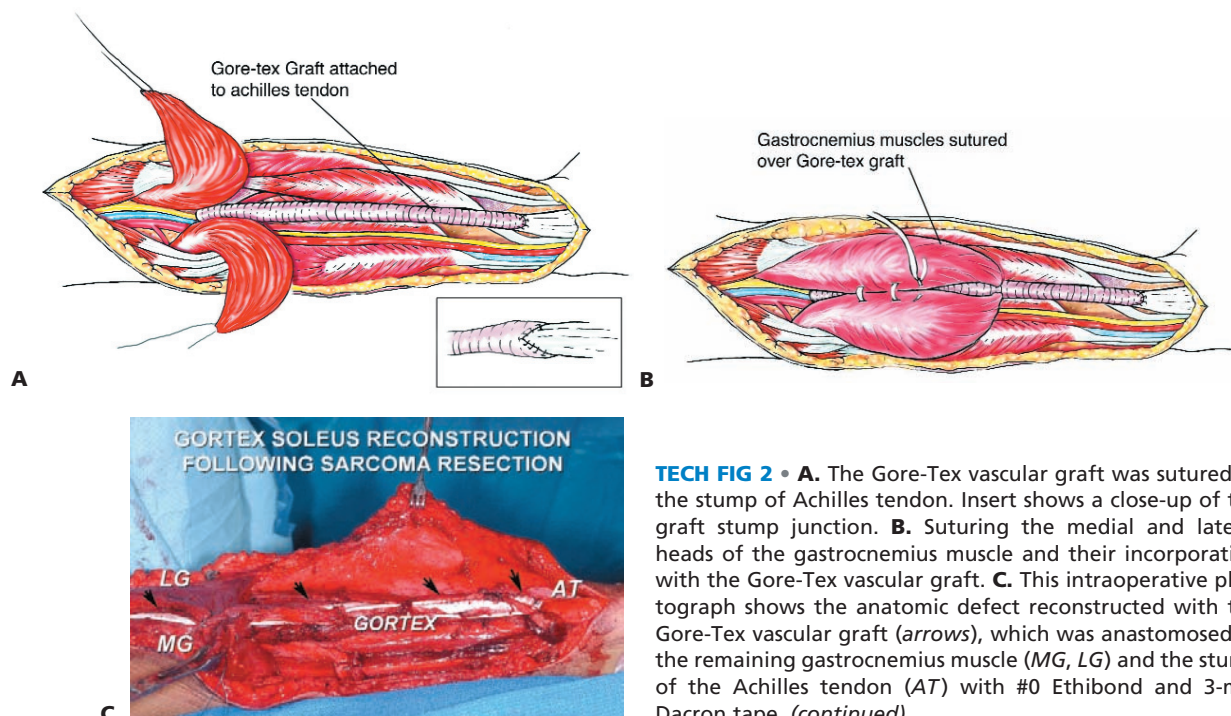 Gore-tex Graft attached
to achilles tendon
A
Gastrocnemius muscles sutured
over Gore-tex graft
B
GORTEX SOLEUS RECONSTRUCTION
FOLLOWING SARCOMA RESECTION
LG
AT
GORTEX
MG
TECH FIG 2 • A. The Gore-Tex vascular graft was sutured
the stump of Achilles tendon. Insert shows a close-up of
graft stump junction. B. Suturing the medial and
heads of the gastrocnemius muscle and their
with the Gore-Tex vascular graft. C. This intraoperative
tograph shows the anatomic defect reconstructed with
Gore-Tex vascular graft (arrows), which was anastomosed
the remaining gastrocnemius muscle (MG, LG) and the
of the Achilles tendon (AT) with #0 Ethibond and
Dacron tape. (continued)